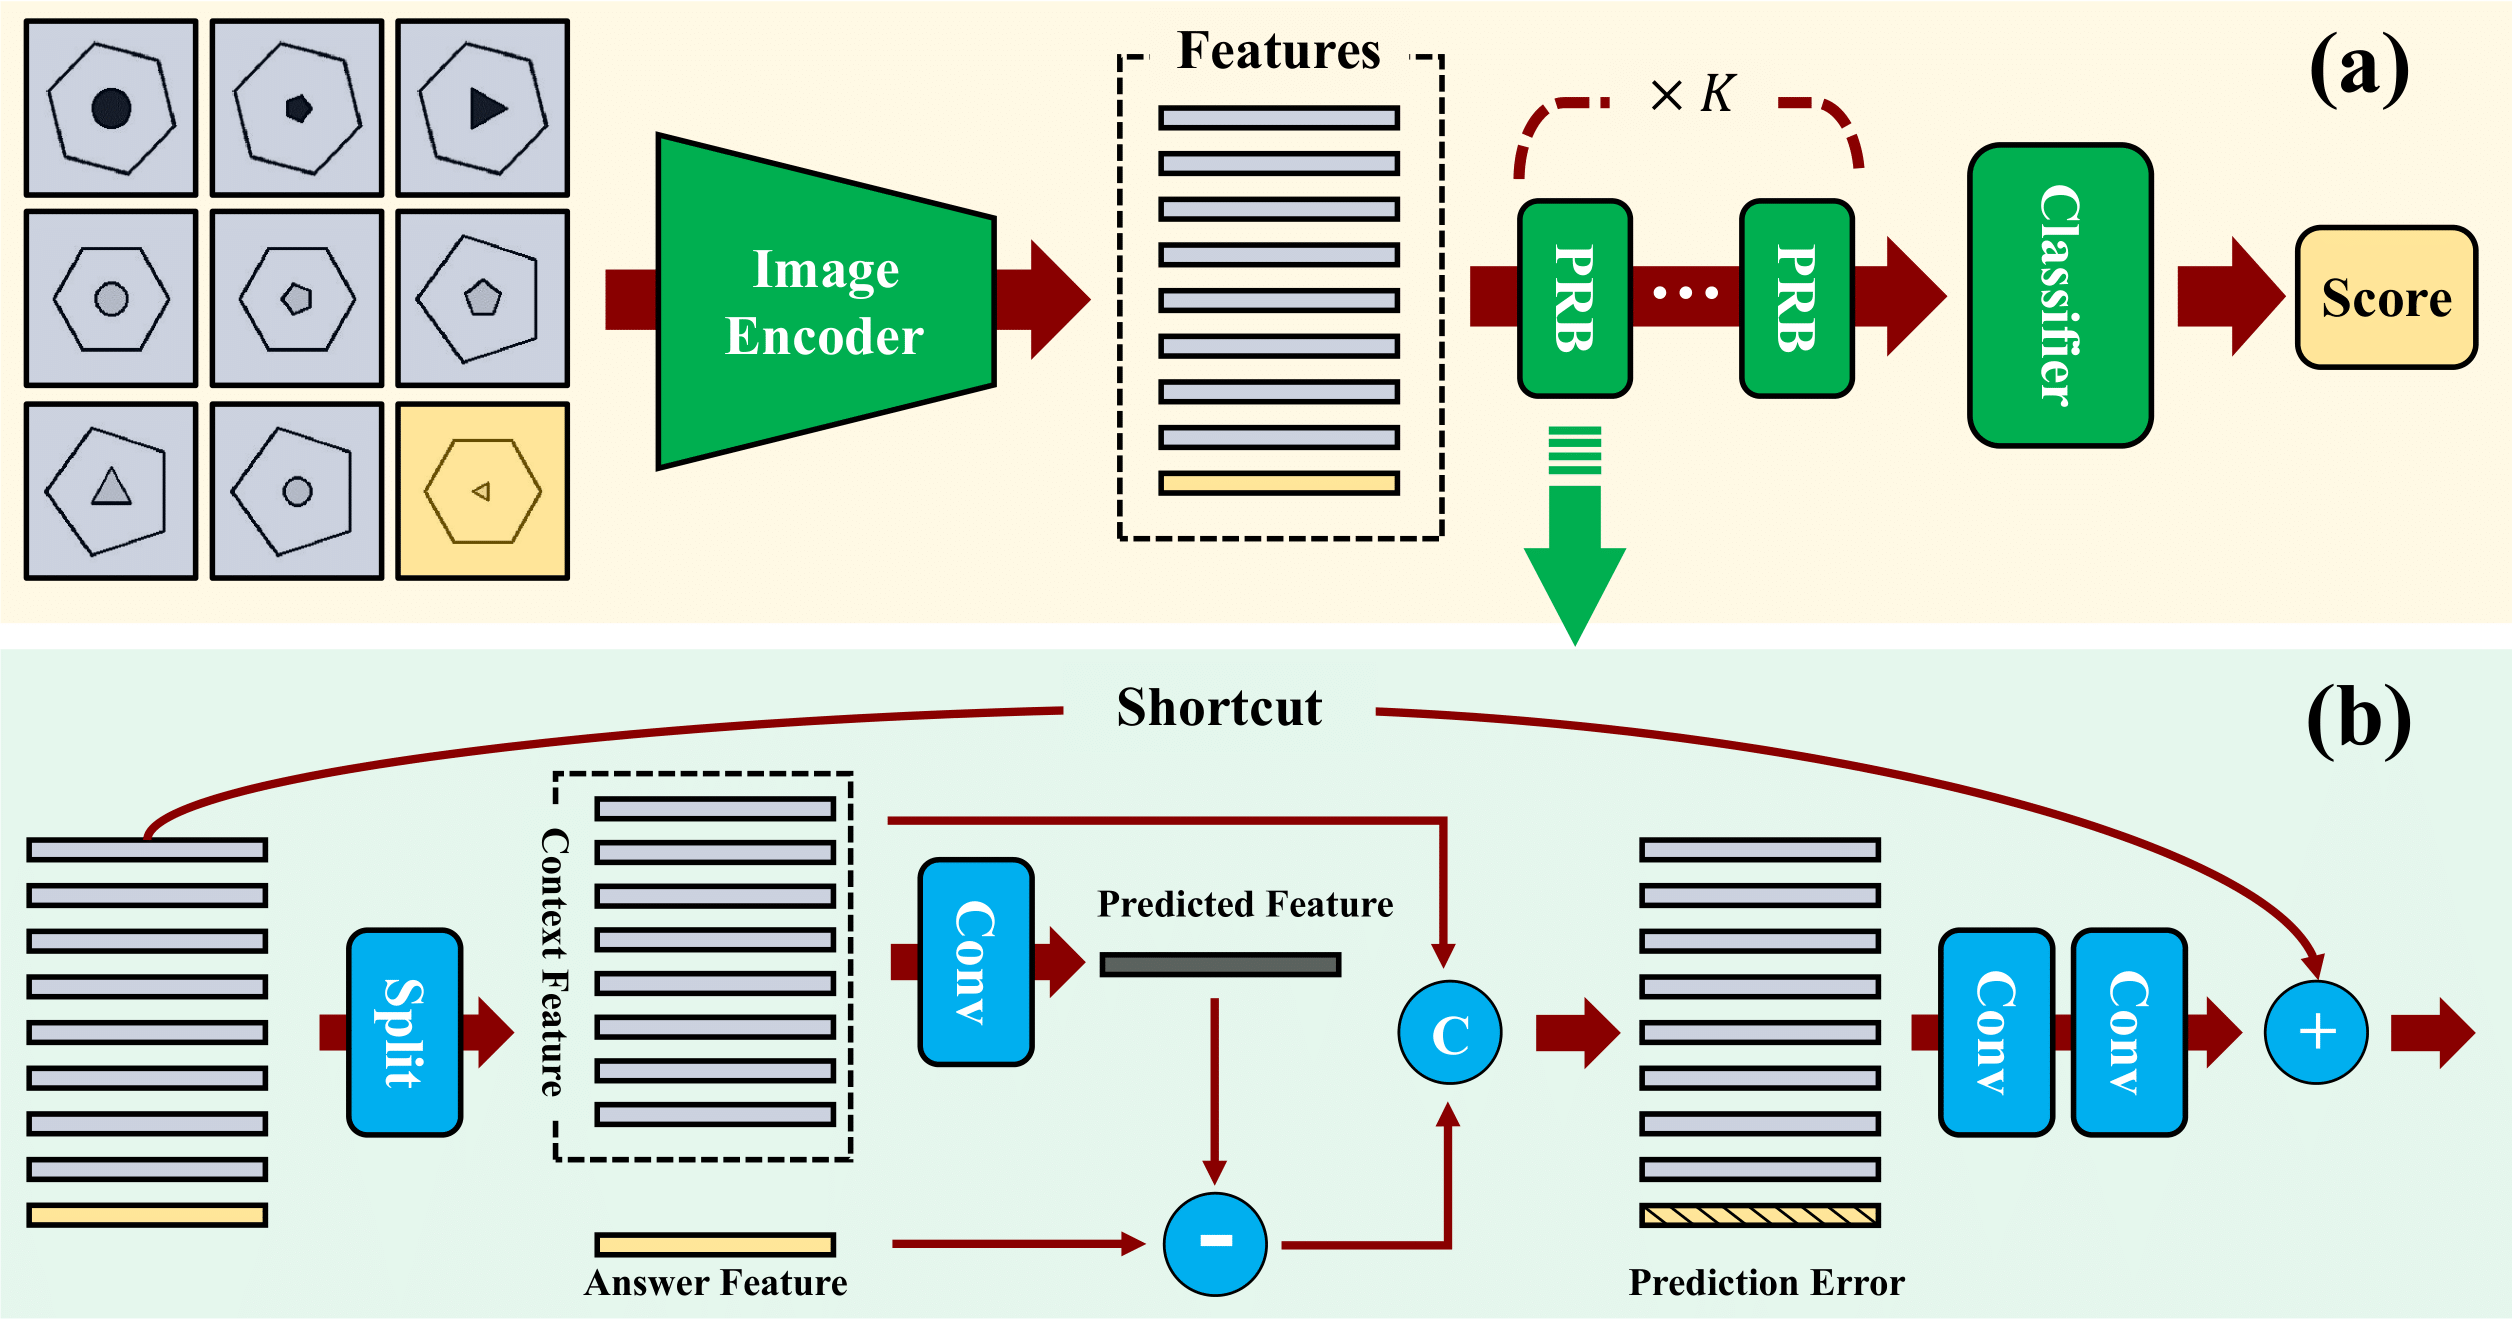 (a)
Features
× K
Image
Encoder
PRB
...
PRB
Classifier
Score
(b)
Shortcut
Split
Context Feature
Conv
Predicted Feature
C
-
Answer Feature
Prediction Error
Conv
Conv
+